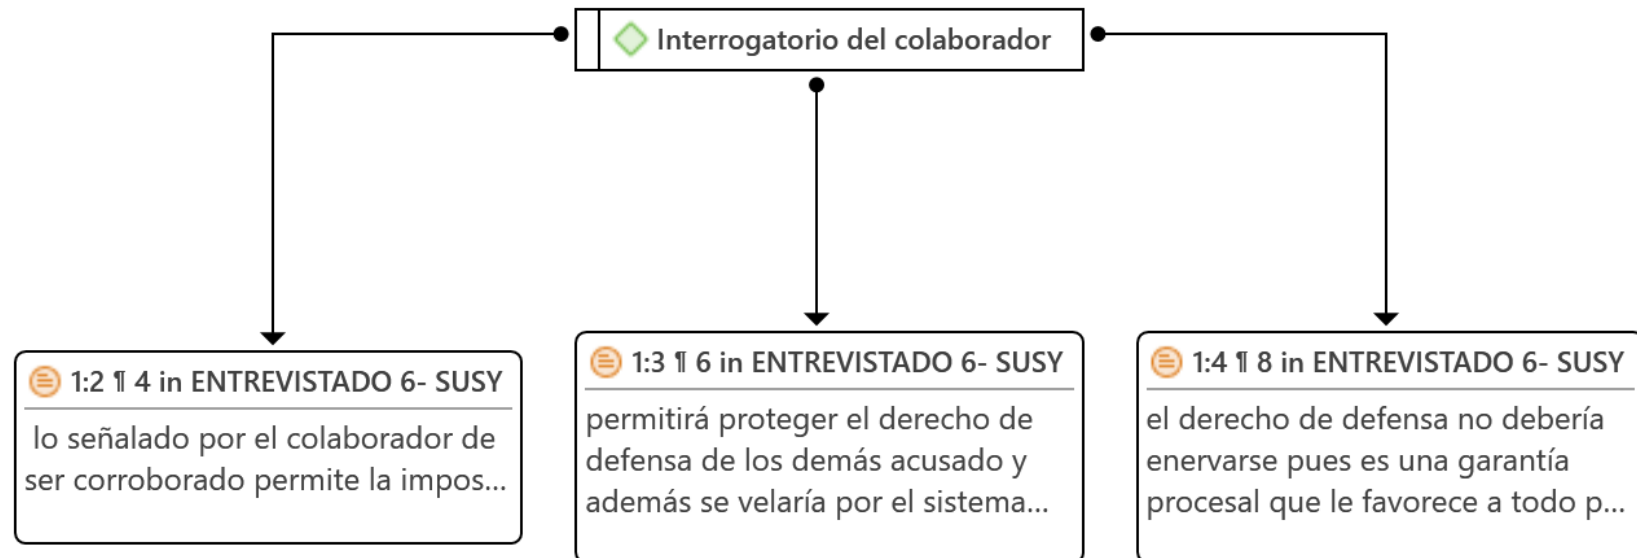 Interrogatorio del colaborador
1:2 ¶ 4 in ENTREVISTADO 6- SUSY
lo señalado por el colaborador de
ser corroborado permite la impos...
1:3 ¶ 6 in ENTREVISTADO 6- SUSY
permitirá proteger el derecho de
defensa de los demás acusado y
además se velaría por el sistema...
1:4 ¶ 8 in ENTREVISTADO 6- SUSY
el derecho de defensa no debería
enervarse pues es una garantía
procesal que le favorece a todo p...